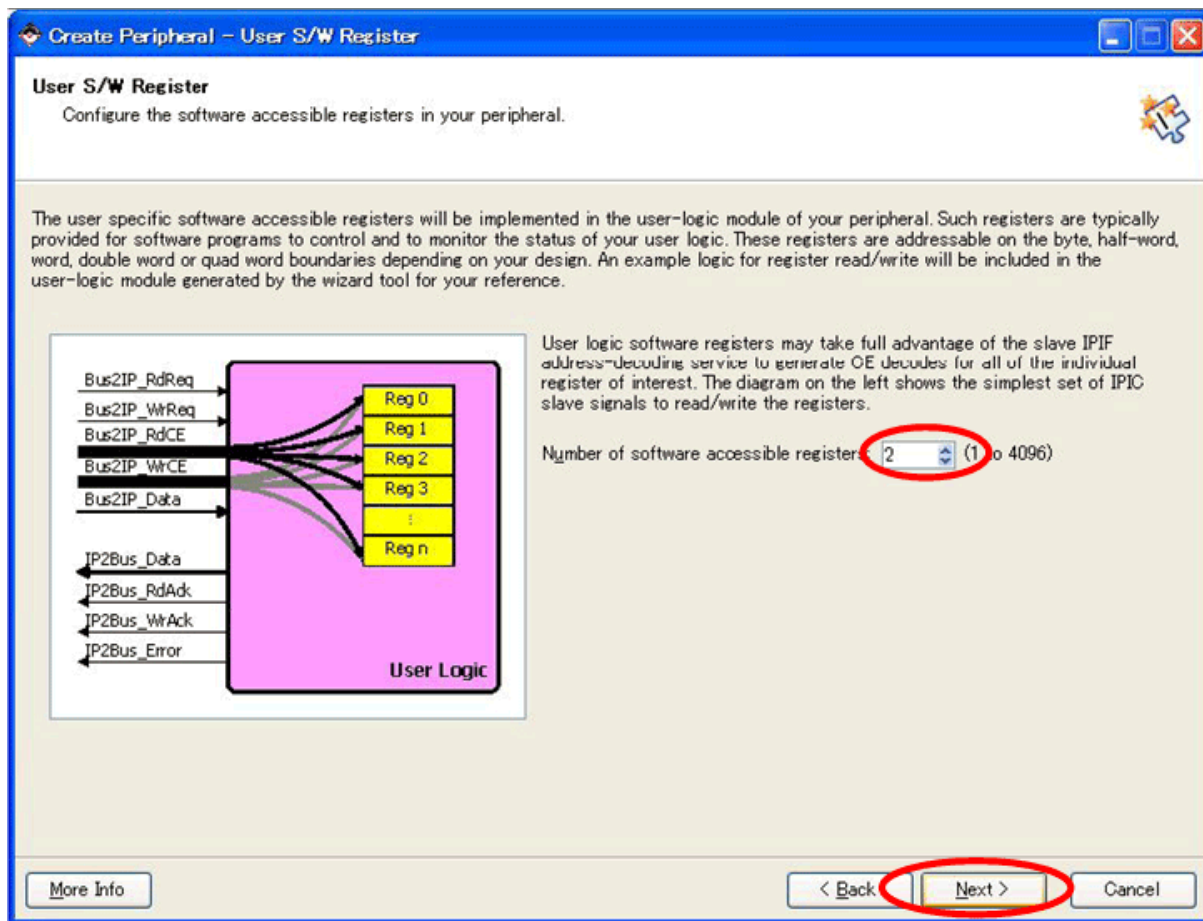 Create Peripheral - User S/W Register
User S/W Register
Configure the software accessible registers in your peripheral.
The user specific software accessible registers will be implemented in the user-logic module of your peripheral. Such registers are typically
provided for software programs to control and to monitor the status of your user logic. These registers are addressable on the byte, half-word,
word, double word or quad word boundaries depending on your design. An example logic for register read/write will be included in the
user-logic module generated by the wizard tool for your reference.
Bus2IP_RdReq
Bus2IP_WrReq
Bus2IP_RdCE
Bus2IP_WrCE
Bus2IP_Data
IP2Bus_Data
IP2Bus_RdAck
IP2Bus_WrAck
IP2Bus_Error
Reg 0
Reg 1
Reg 2
Reg 3
⋮
Reg n
User Logic
User logic software registers may take full advantage of the slave IPIF
address-decoding service to generate CE decodes for all of the individual
register of interest. The diagram on the left shows the simplest set of IPIC
slave signals to read/write the registers.
Number of software accessible registers: 2 (1 to 4096)
More Info
< Back
Next >
Cancel